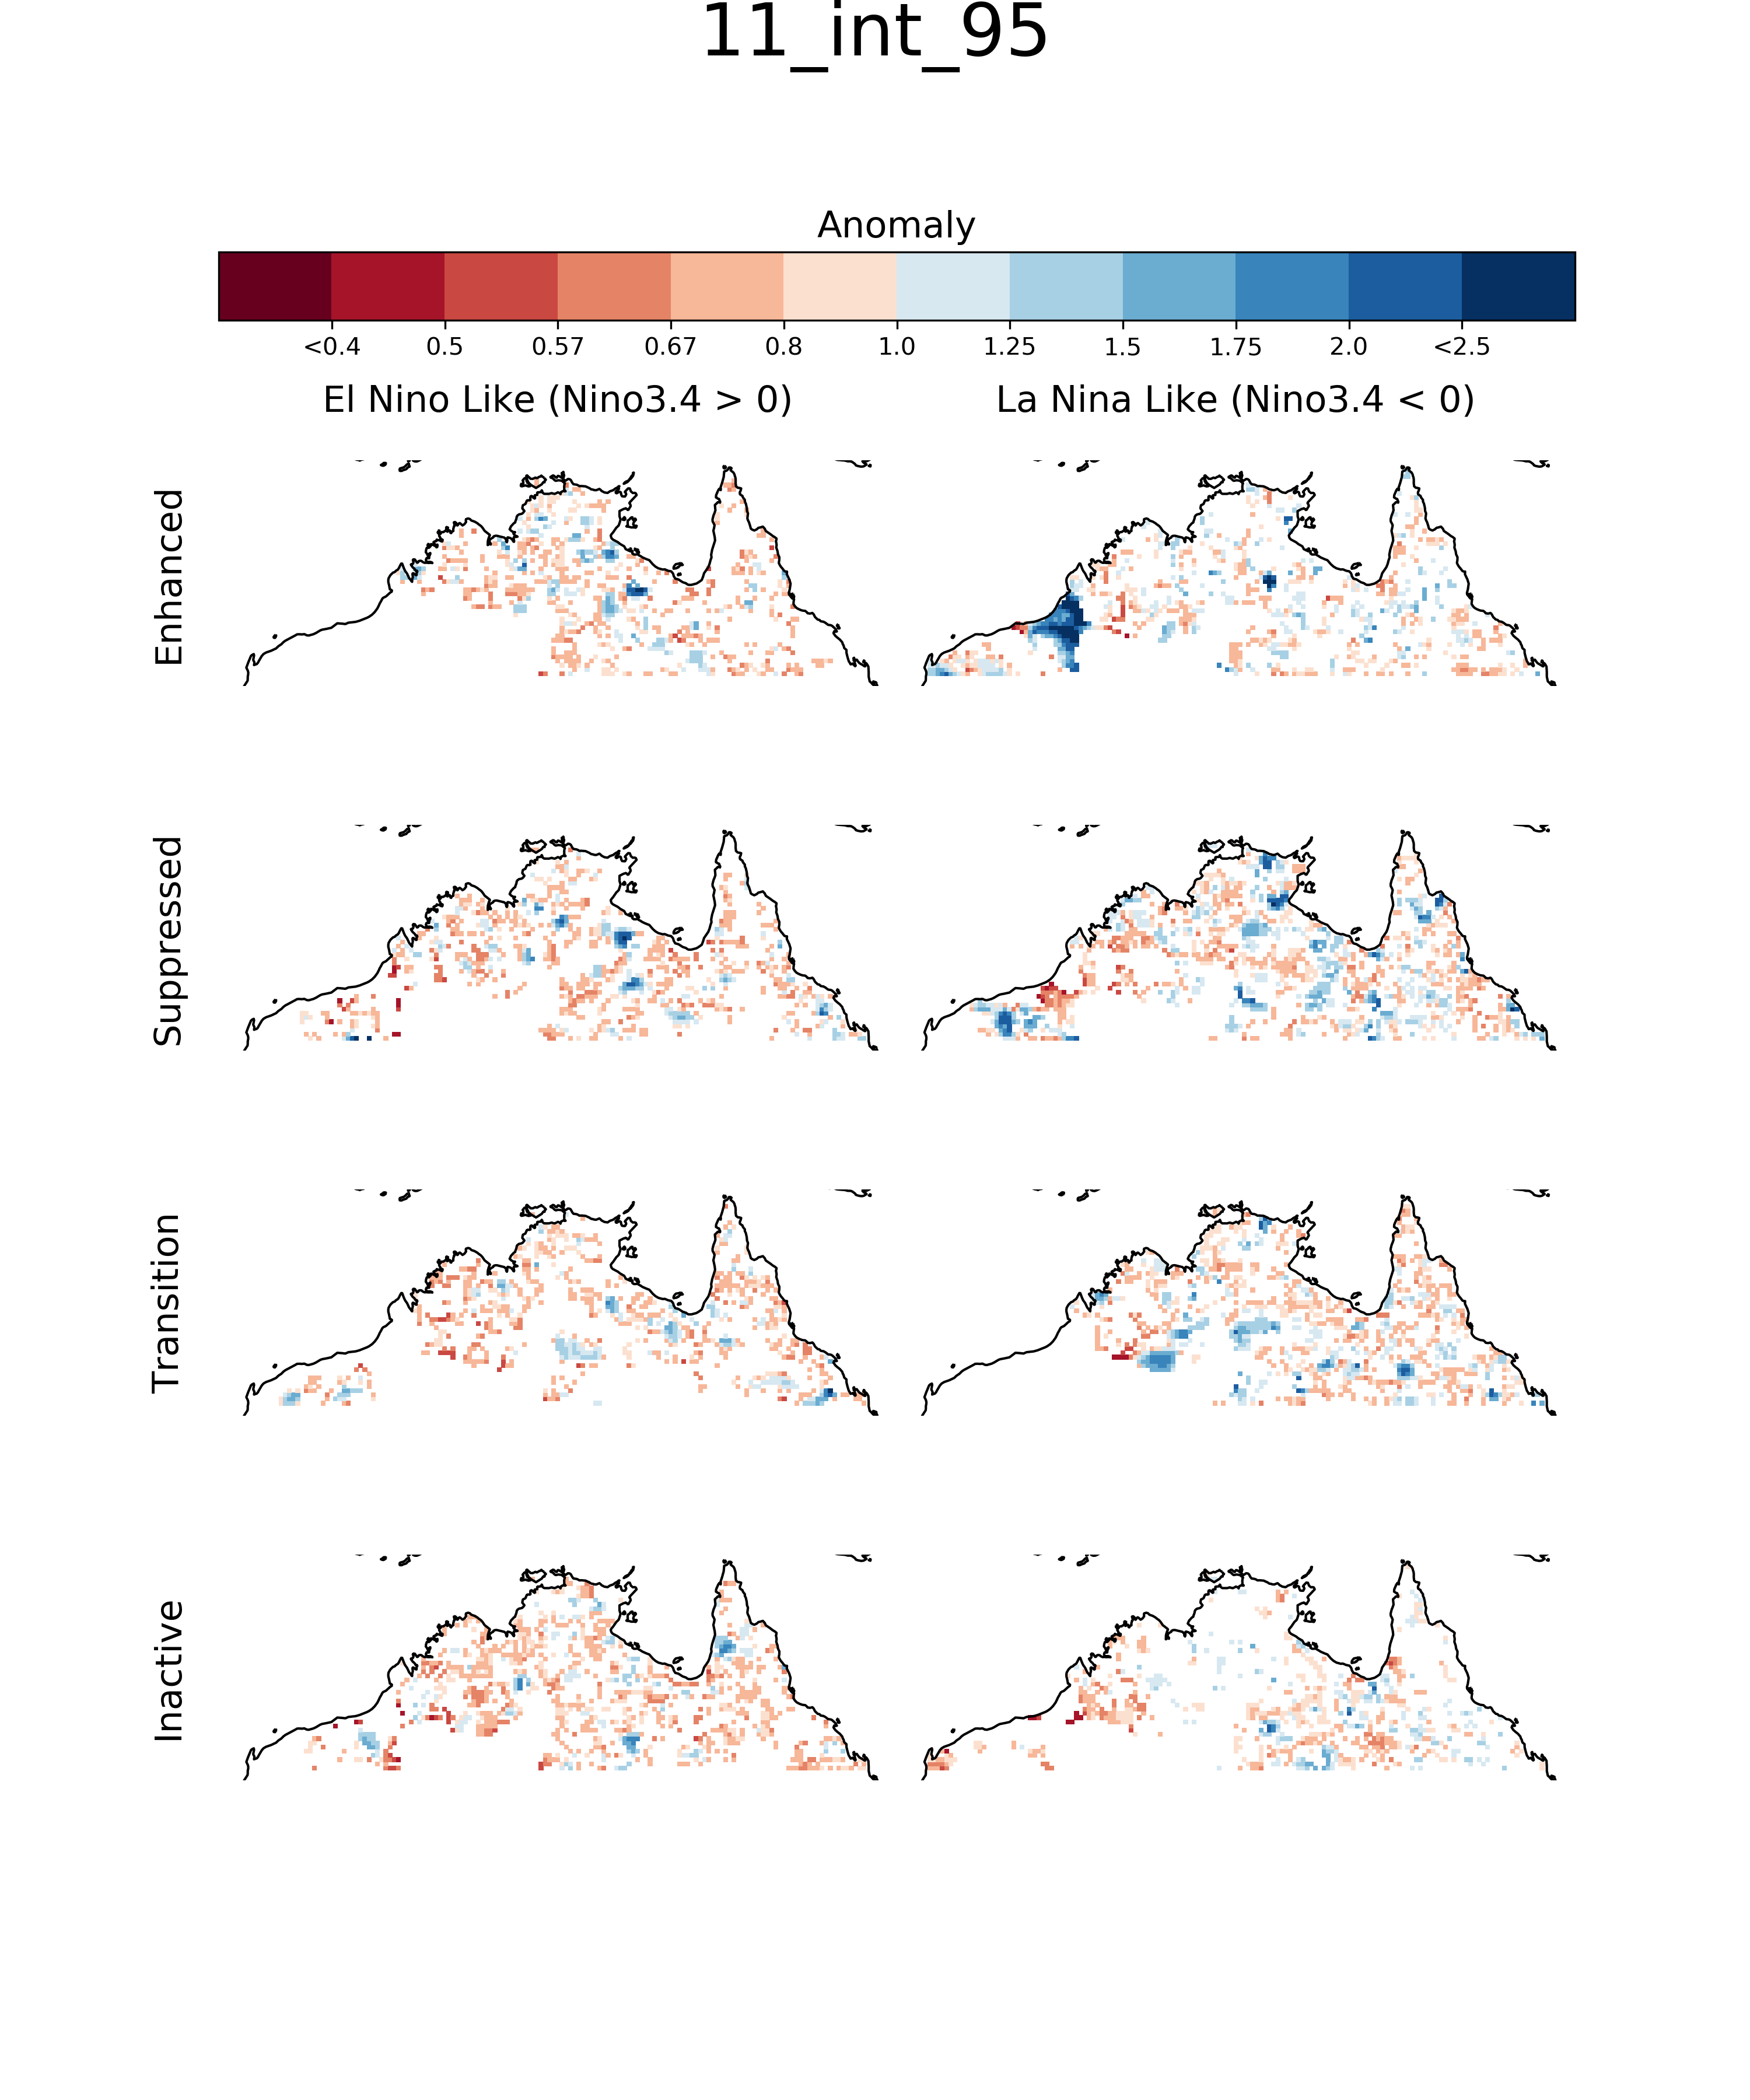 11_int_95
Anomaly
<0.4 0.5 0.57 0.67 0.8 1.0 1.25 1.5 1.75 2.0 <2.5
El Nino Like (Nino3.4 > 0) La Nina Like (Nino3.4 < 0)
Enhanced
Suppressed
Transition
Inactive